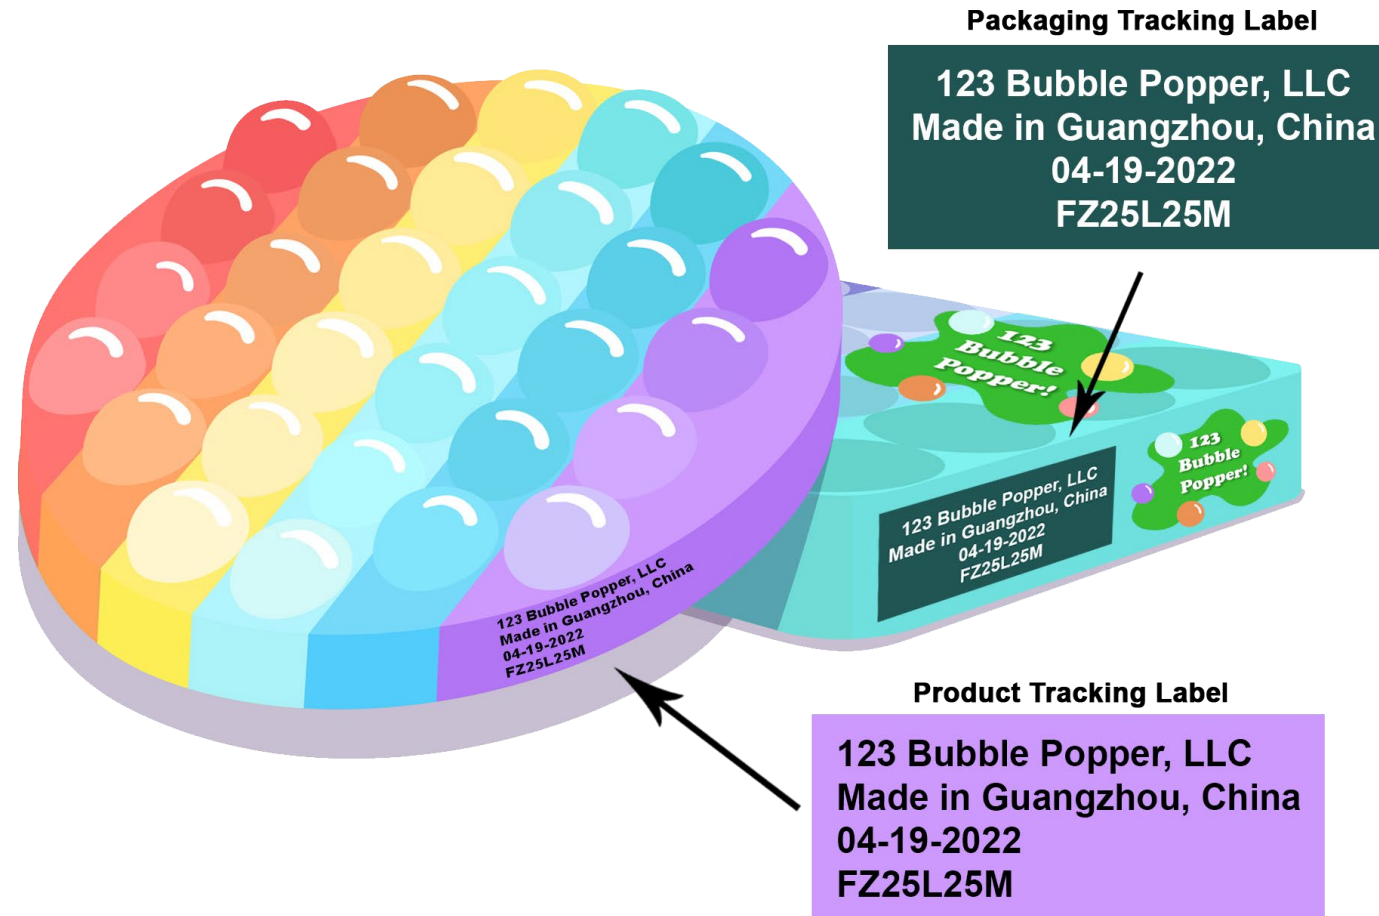 Packaging Tracking Label
123 Bubble Popper, LLC
Made in Guangzhou, China
04-19-2022
FZ25L25M
123
Bubble
Popper!
123
Bubble
Popper!
123 Bubble Popper, LLC
Made in Guangzhou, China
04-19-2022
FZ25L25M
123 Bubble Popper, LLC
Made in Guangzhou, China
04-19-2022
FZ25L25M
Product Tracking Label
123 Bubble Popper, LLC
Made in Guangzhou, China
04-19-2022
FZ25L25M